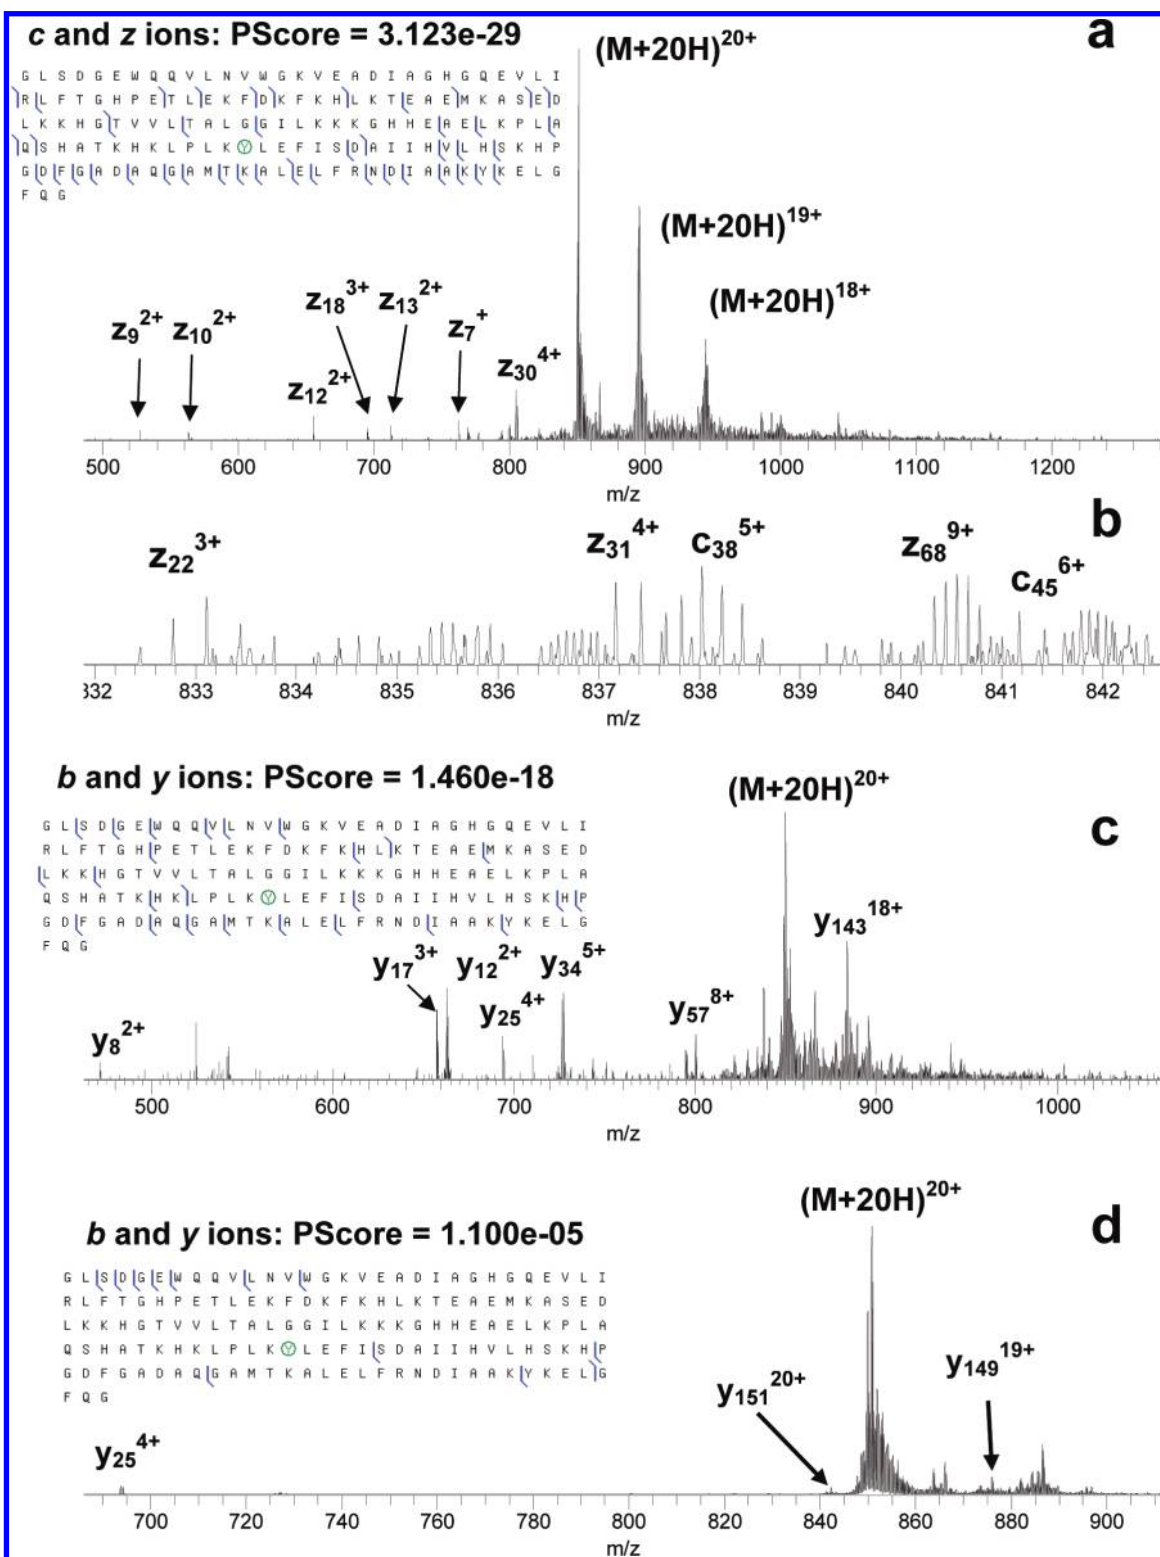 c and z ions: PScore = 3.123e-29
a
(M+20H)20+
G L S D G E W Q Q V L N V W G K V E A D I A G H G Q E V L I
R L F T G H P E T L E K F D K F K H L K T E A E M K A S E D
L K K H G T V V L T A L G G I L K K K G H H E A E L K P L A
Q S H A T K H K L P L K Y L E F I S D A I I H V L H S K H P
G D F G A D A Q G A M T K A L E L F R N D I A A K Y K E L G
F Q G
(M+20H)19+
(M+20H)18+
z9 2+
z10 2+
z12 2+
z18 3+
z13 2+
z7 +
z30 4+
500 600 700 800 900 1000 1100 1200
m/z
b
z22 3+
z31 4+
c38 5+
z68 9+
c45 6+
832 833 834 835 836 837 838 839 840 841 842
m/z
b and y ions: PScore = 1.460e-18
(M+20H)20+
c
G L S D G E W Q Q V L N V W G K V E A D I A G H G Q E V L I
R L F T G H P E T L E K F D K F K H L K T E A E M K A S E D
L K K H G T V V L T A L G G I L K K K G H H E A E L K P L A
Q S H A T K H K L P L K Y L E F I S D A I I H V L H S K H P
G D F G A D A Q G A M T K A L E L F R N D I A A K Y K E L G
F Q G
y143 18+
y17 3+
y12 2+
y34 5+
y8 2+
y25 4+
y57 8+
500 600 700 800 900 1000
m/z
(M+20H)20+
d
b and y ions: PScore = 1.100e-05
G L S D G E W Q Q V L N V W G K V E A D I A G H G Q E V L I
R L F T G H P E T L E K F D K F K H L K T E A E M K A S E D
L K K H G T V V L T A L G G I L K K K G H H E A E L K P L A
Q S H A T K H K L P L K Y L E F I S D A I I H V L H S K H P
G D F G A D A Q G A M T K A L E L F R N D I A A K Y K E L G
F Q G
y151 20+
y149 19+
y25 4+
700 720 740 760 780 800 820 840 860 880 900
m/z